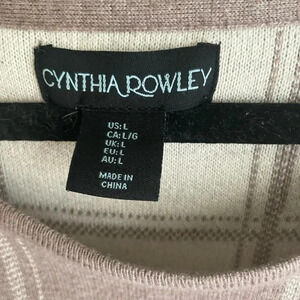 CYNTHIA ROWLEY
US: L
CA: L/G
UK: L
EU: L
AU: L
MADE IN
CHINA